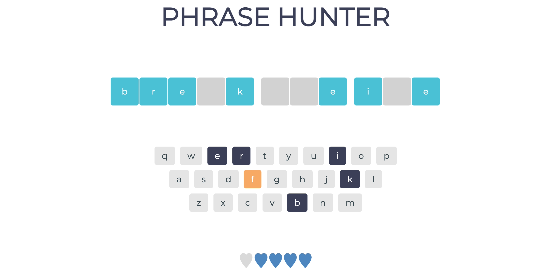 PHRASE HUNTER
b r e k e i e
q w e r t y u i o p
a s d f g h j k l
z x c v b n m